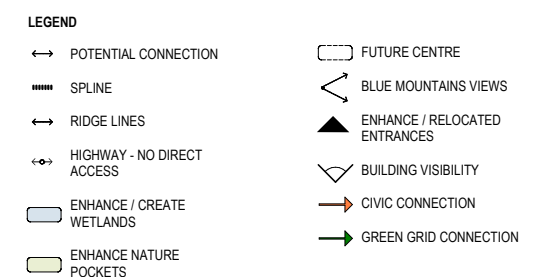 LEGEND
POTENTIAL CONNECTION
SPLINE
RIDGE LINES
HIGHWAY - NO DIRECT
ACCESS
ENHANCE / CREATE
WETLANDS
ENHANCE NATURE
POCKETS
FUTURE CENTRE
BLUE MOUNTAINS VIEWS
ENHANCE / RELOCATED
ENTRANCES
BUILDING VISIBILITY
CIVIC CONNECTION
GREEN GRID CONNECTION